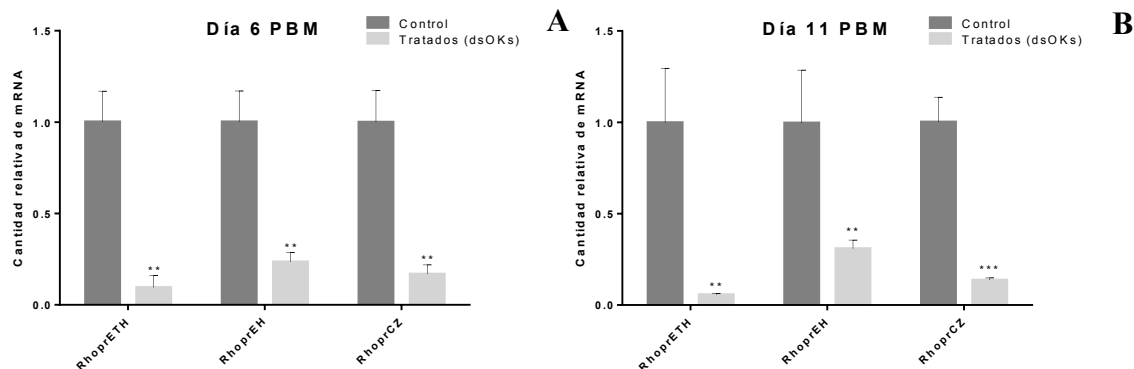 Día 6 PBM
A
Control
Tratados (dsOKs)
Cantidad relativa de mRNA
1.5
1.0
0.5
0.0
**
**
**
RhoprETH
RhoprEH
RhoprCZ
Día 11 PBM
B
Control
Tratados (dsOKs)
Cantidad relativa de mRNA
1.5
1.0
0.5
0.0
**
**
***
RhoprETH
RhoprEH
RhoprCZ